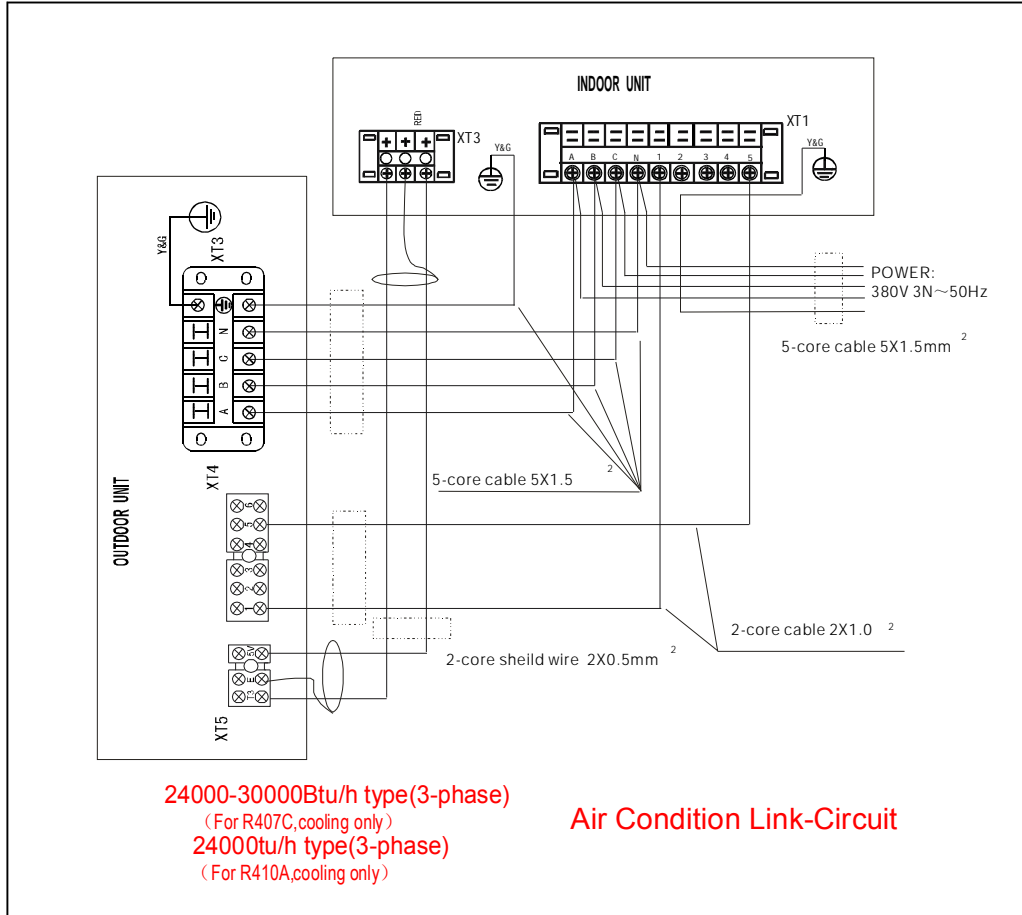 INDOOR UNIT
RED
XT3
XT1
Y&G
Y&G
A B C N 1 2 3 4 5
Y&G
XT3
N
C
B
A
POWER:
380V 3N～50Hz
5-core cable 5X1.5mm 2
5-core cable 5X1.5 2
XT4
OUTDOOR UNIT
6
5
4
3
2
1
2-core cable 2X1.0 2
2-core sheild wire 2X0.5mm 2
5V
E
T3
XT5
24000-30000Btu/h type(3-phase)
（For R407C,cooling only）
24000tu/h type(3-phase)
（For R410A,cooling only）
Air Condition Link-Circuit